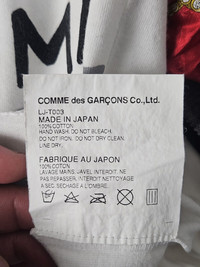 M!
COMME des GARÇONS Co.,Ltd.
LJ-T003
MADE IN JAPAN
100%COTTON
HAND WASH. DO NOT BLEACH.
DO NOT IRON. DO NOT DRY CLEAN.
LINE DRY.
FABRIQUE AU JAPON
100%COTON
LAVAGE MAINS. JAVEL INTERDIT. NE
PAS REPASSER. INTERDIT NETTOYAGE
A SEC. SECHAGE A L'OMBRE.